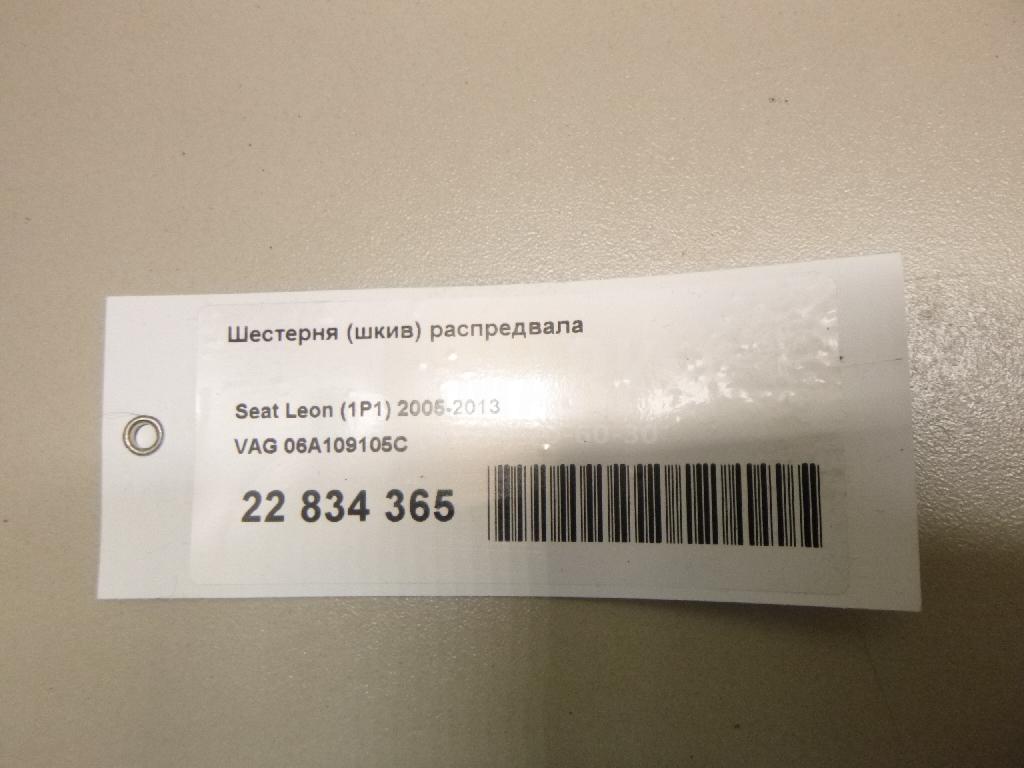 Шестерня (шкив) распредвала
Seat Leon (1P1) 2005-2013
VAG 06A109105C
22 834 365